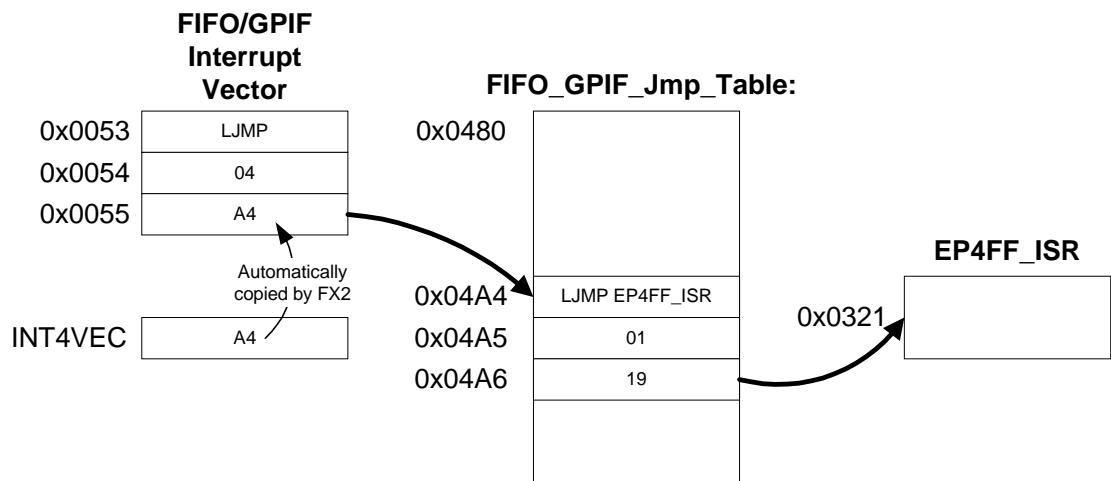 FIFO/GPIF
Interrupt
Vector
FIFO_GPIF_Jmp_Table:
0x0053
LJMP
0x0480
0x0054
04
0x0055
A4
EP4FF_ISR
Automatically
copied by FX2
0x04A4
LJMP EP4FF_ISR
0x0321
INT4VEC
A4
0x04A5
01
0x04A6
19